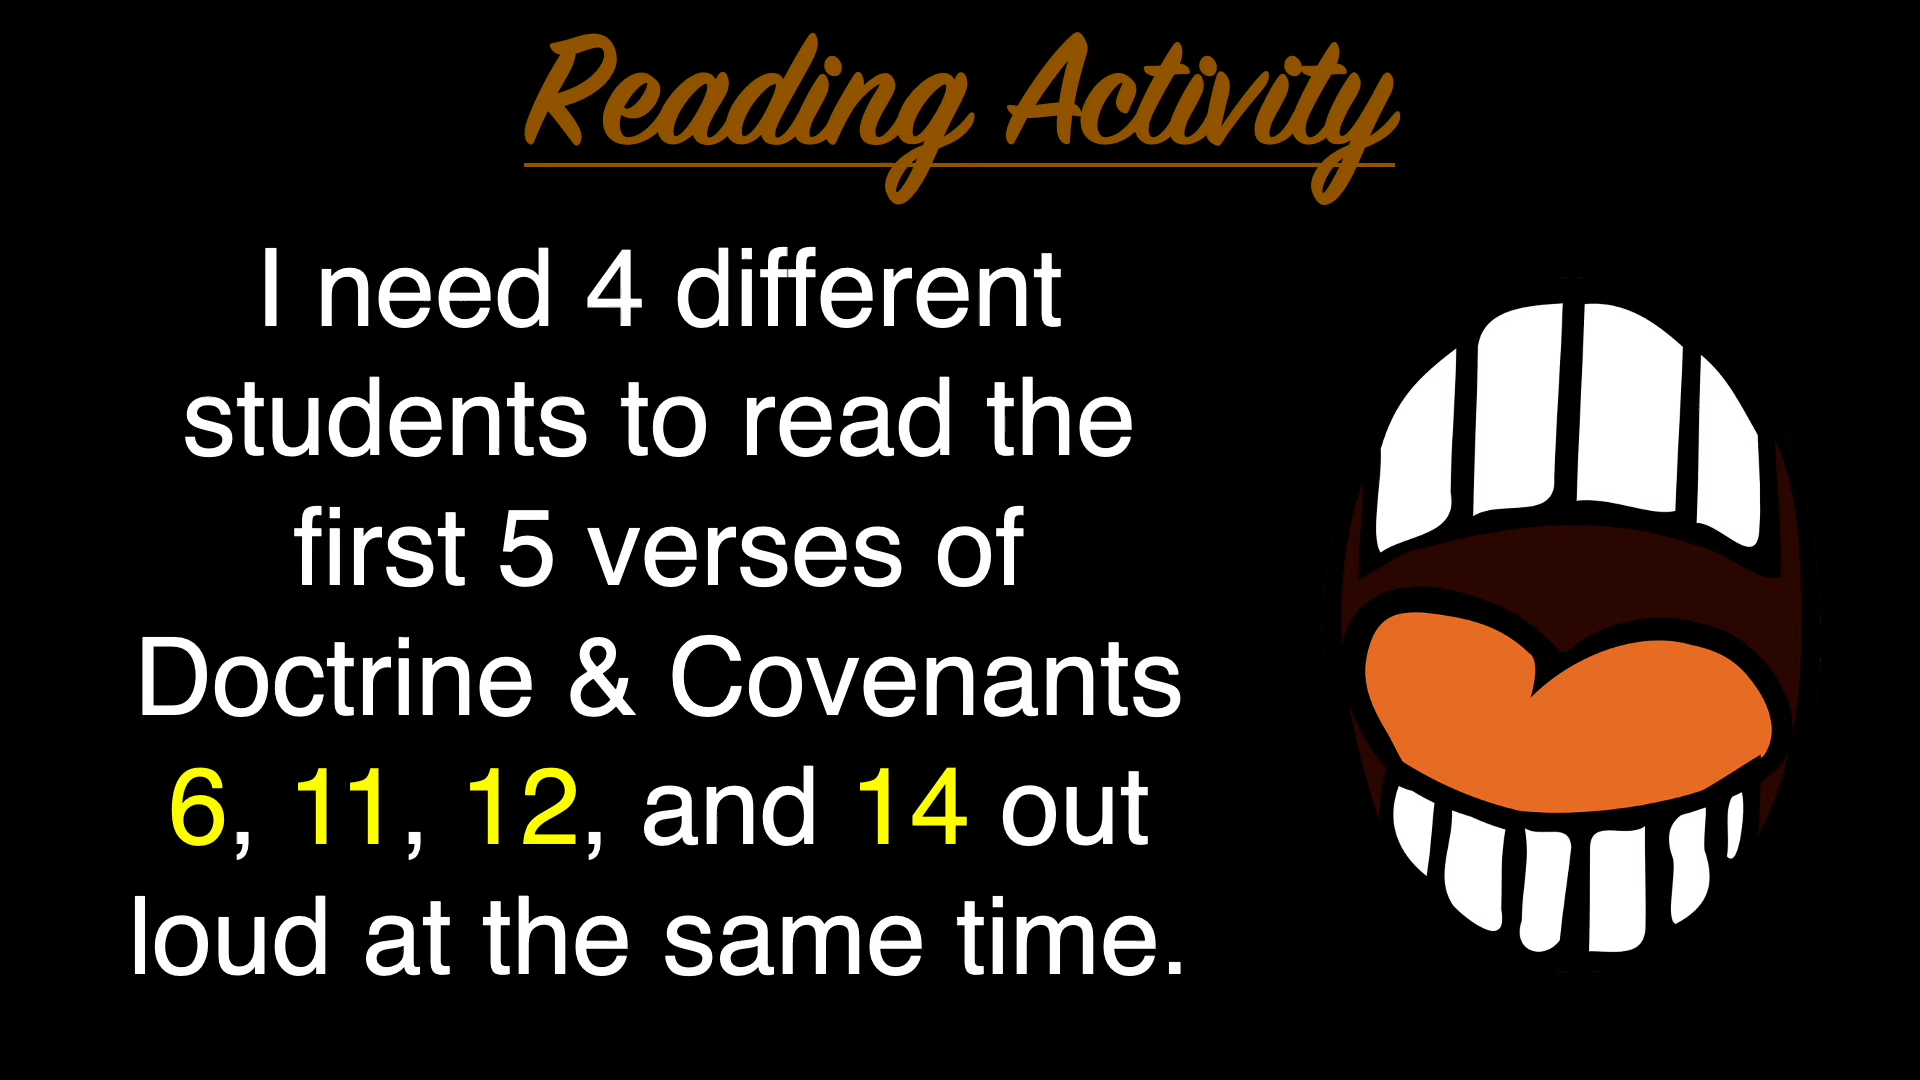 Reading Activity
I need 4 different
students to read the
first 5 verses of
Doctrine & Covenants
6, 11, 12, and 14 out
loud at the same time.